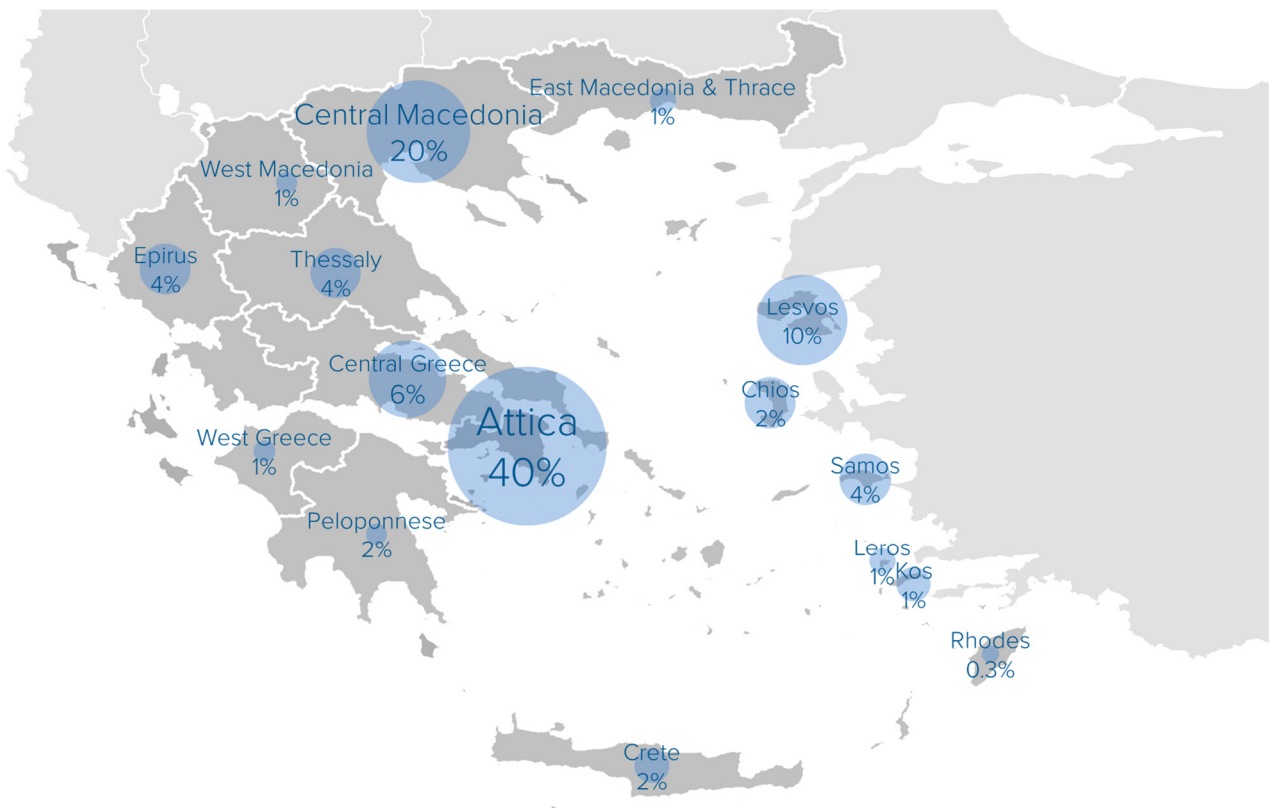 East Macedonia & Thrace
1%
Central Macedonia
20%
West Macedonia
1%
Epirus
4%
Thessaly
4%
Lesvos
10%
Central Greece
6%
Chios
2%
Attica
40%
West Greece
1%
Samos
4%
Peloponnese
2%
Leros
1%
Kos
1%
Rhodes
0.3%
Crete
2%